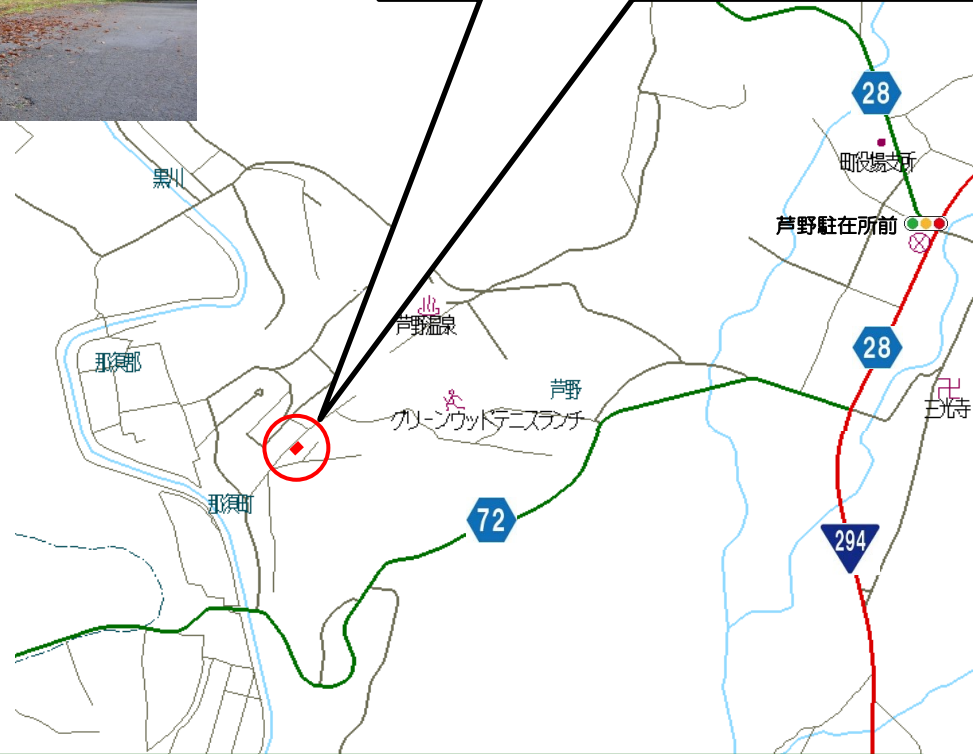 28
町役場支所
黒川
芦野駐在所前
芦野温泉
28
那須郡
芦野
三光寺
グリーンウッドテニスランチ
那須町
72
294